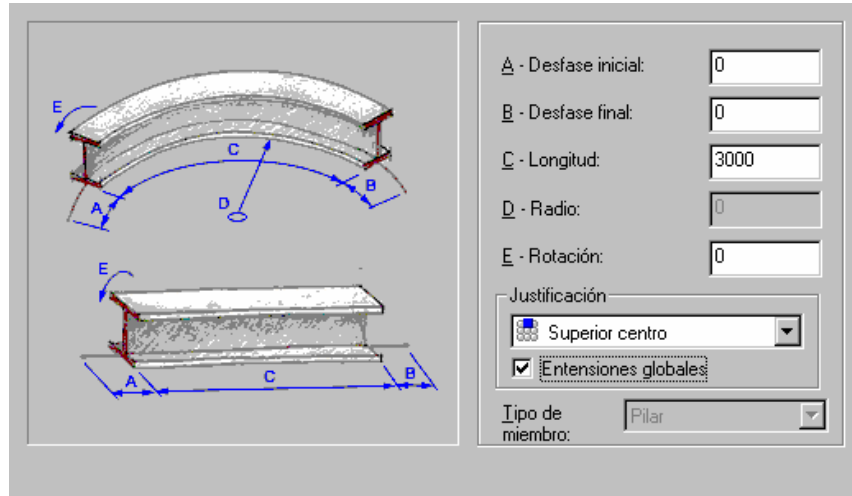 E
C
B
A
D
E
A
C
B
A - Desfase inicial: 0
B - Desfase final: 0
C - Longitud: 3000
D - Radio: 0
E - Rotación: 0
Justificación
Superior centro
Entensiones globales
Tipo de miembro: Pilar